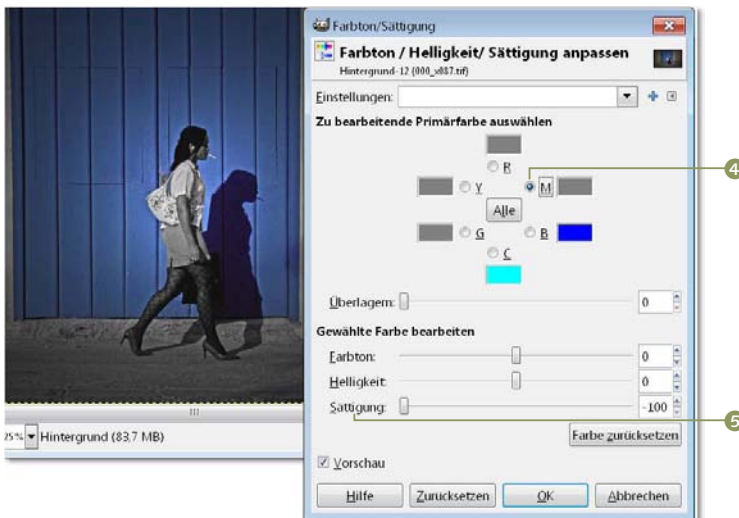 Farbton/Sättigung
Farbton / Helligkeit/ Sättigung anpassen
Hintergrund-12 (000_v087.tif)
Einstellungen:
Zu bearbeitende Primärfarbe auswählen
R
Y M
Alle
G B
C
Überlagern: 0
Gewählte Farbe bearbeiten
Farbton: 0
Helligkeit: 0
Sättigung: -100
Farbe zurücksetzen
Vorschau
Hilfe Zurücksetzen OK Abbrechen
25% Hintergrund (83,7 MB)
4
5